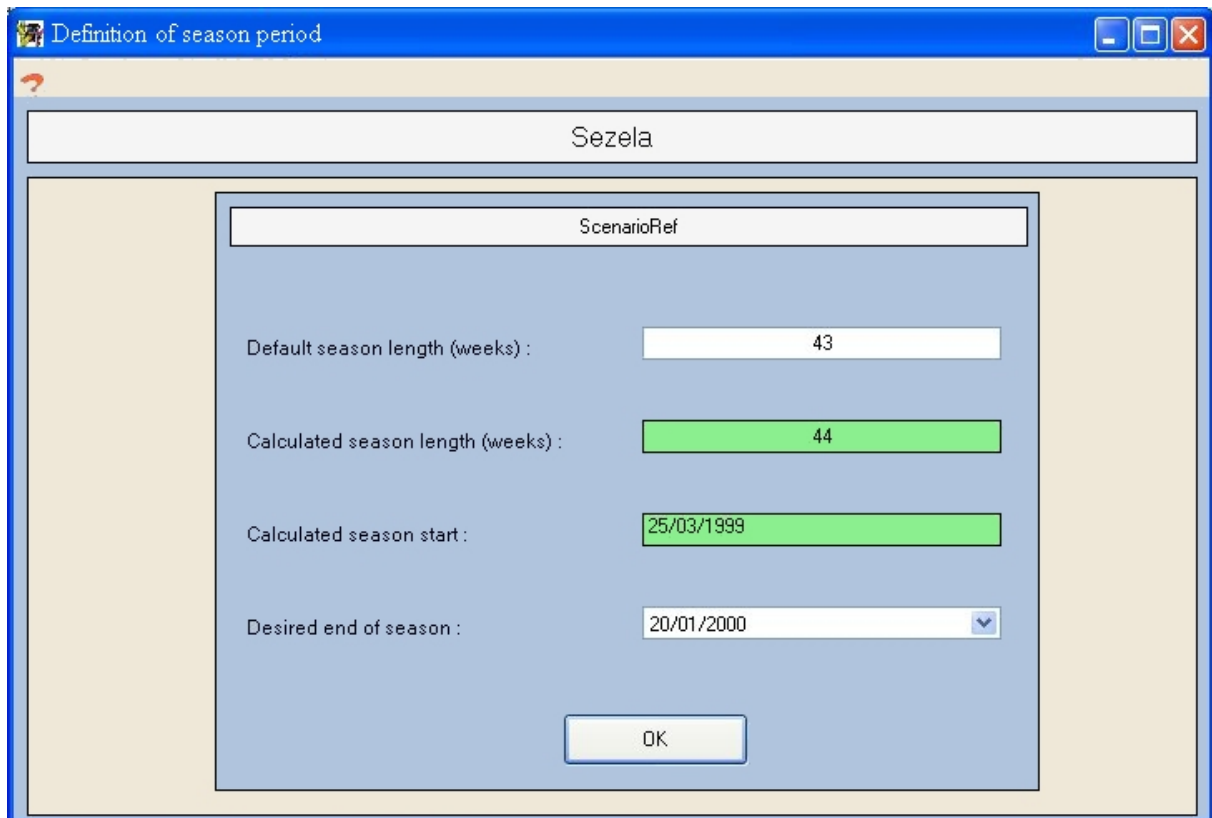 Definition of season period
Sezela
ScenarioRef
Default season length (weeks) : 43
Calculated season length (weeks) : 44
Calculated season start : 25/03/1999
Desired end of season : 20/01/2000
OK